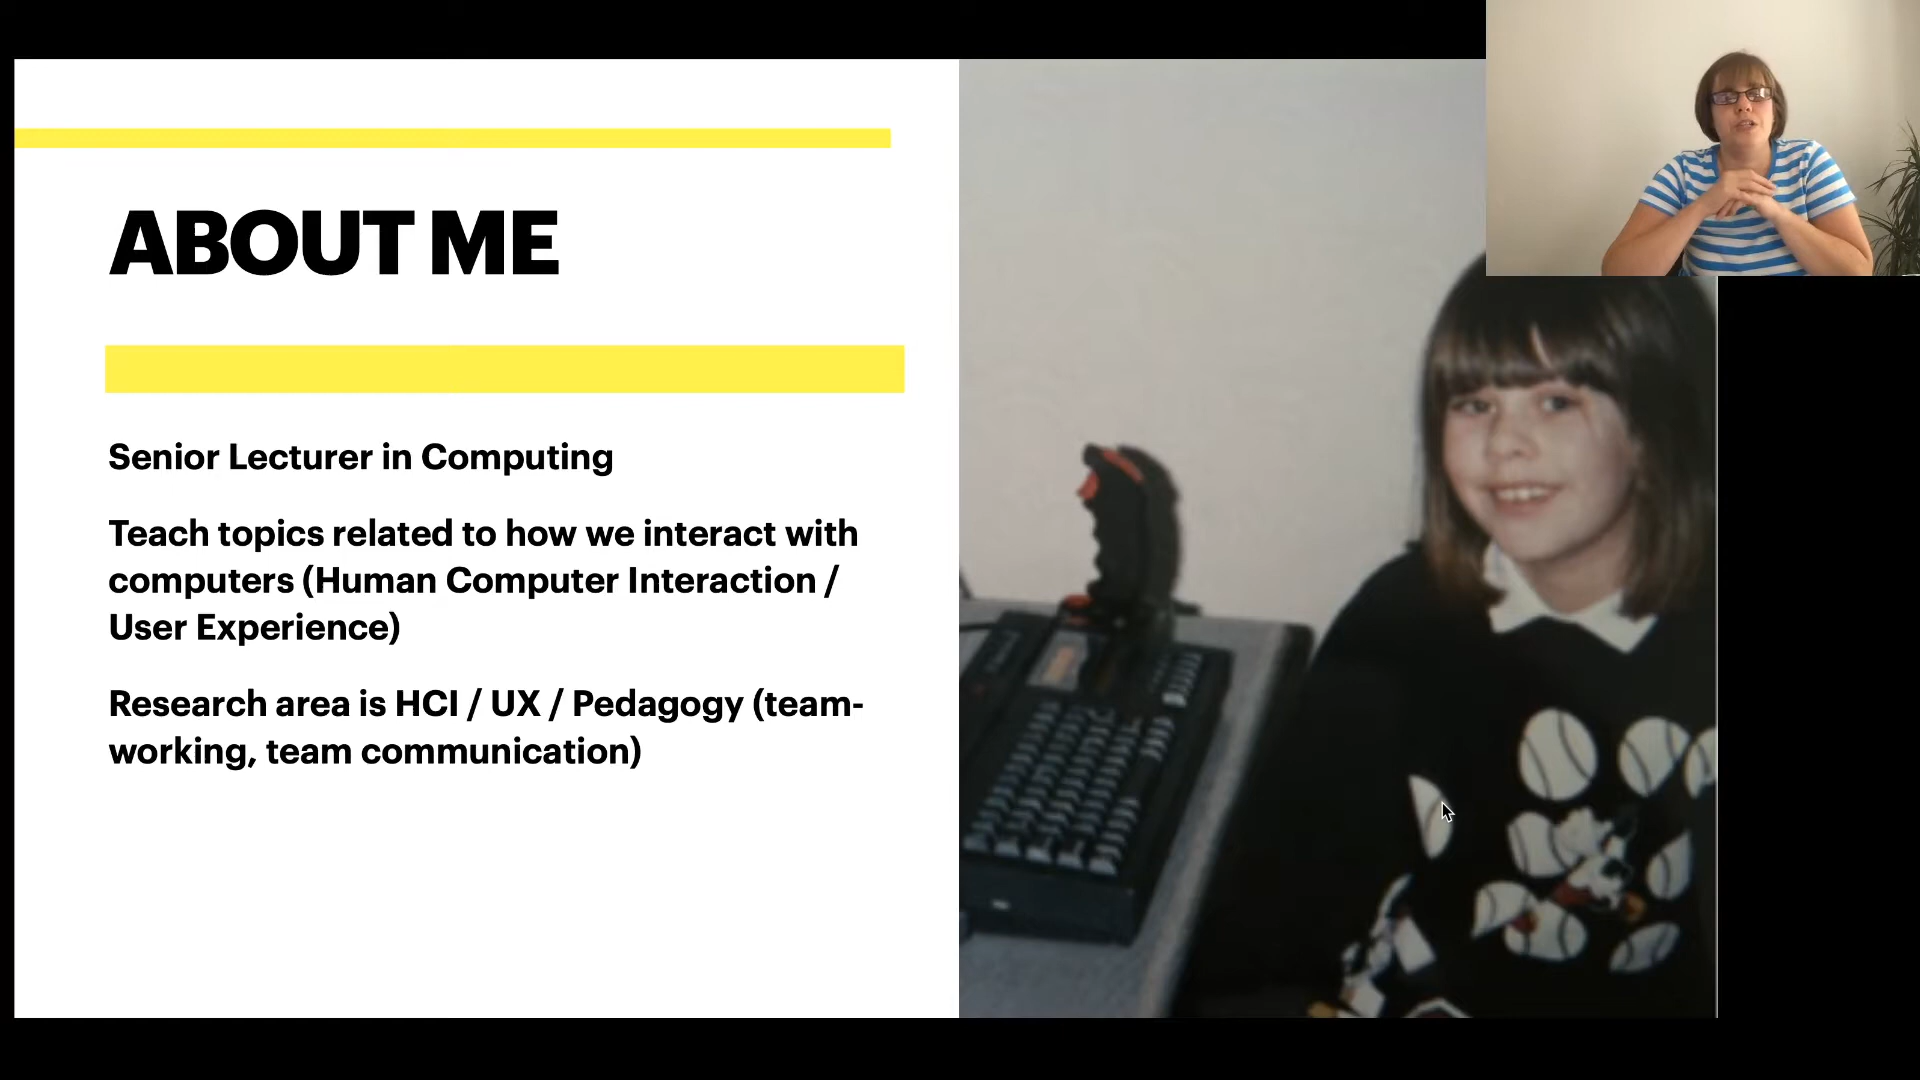 ABOUT ME
Senior Lecturer in Computing
Teach topics related to how we interact with
computers (Human Computer Interaction /
User Experience)
Research area is HCI / UX / Pedagogy (team-
working, team communication)